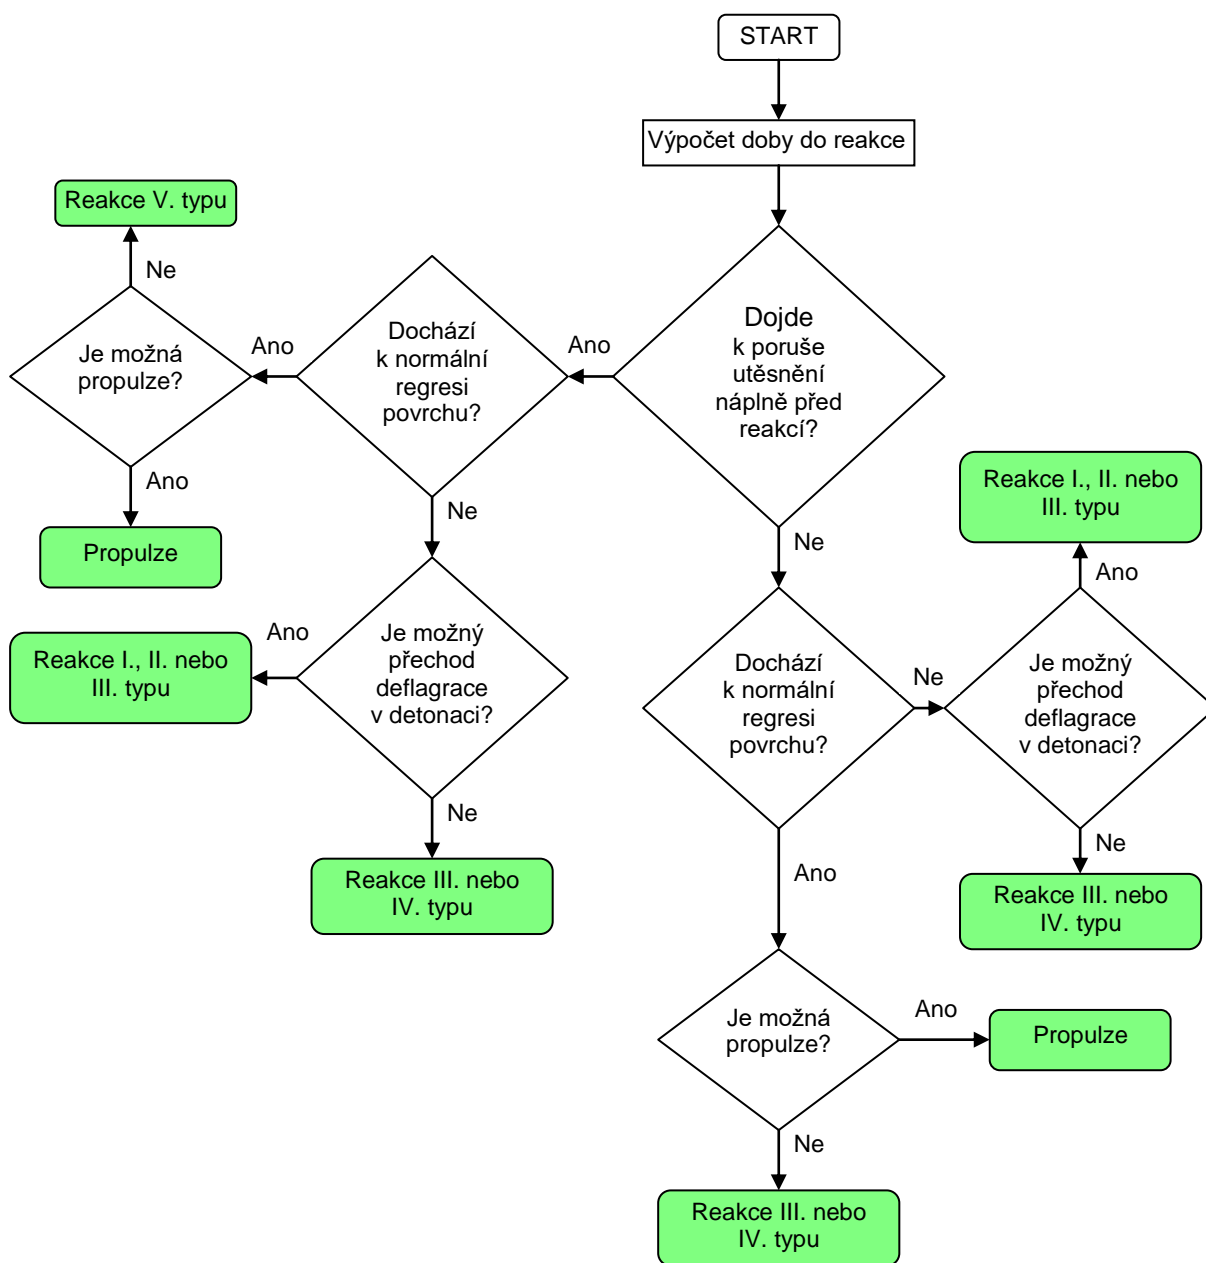 START
Výpočet doby do reakce
Reakce V. typu
Ne
Je možná
propulze?
Ano
Dochází
k normální
regresi
povrchu?
Ano
Dojde
k poruše
utěsnění
náplně před
reakcí?
Ano
Propulze
Ne
Ne
Reakce I., II. nebo
III. typu
Ano
Reakce I., II. nebo
III. typu
Ano
Je možný
přechod
deflagrace
v detonaci?
Dochází
k normální
regresi
povrchu?
Ne
Je možný
přechod
deflagrace
v detonaci?
Ne
Ne
Reakce III. nebo
IV. typu
Ano
Reakce III. nebo
IV. typu
Je možná
propulze?
Ano
Propulze
Ne
Reakce III. nebo
IV. typu